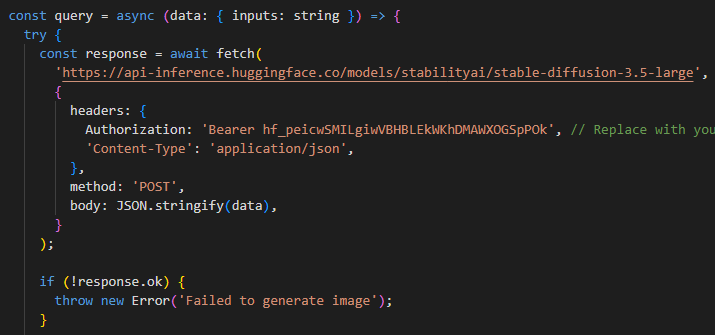 const query = async (data: { inputs: string }) => {
try {
const response = await fetch(
'https://api-inference.huggingface.co/models/stabilityai/stable-diffusion-3.5-large',
{
headers: {
Authorization: 'Bearer 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', // Replace with you
'Content-Type': 'application/json',
},
method: 'POST',
body: JSON.stringify(data),
}
);
if (!response.ok) {
throw new Error('Failed to generate image');
}